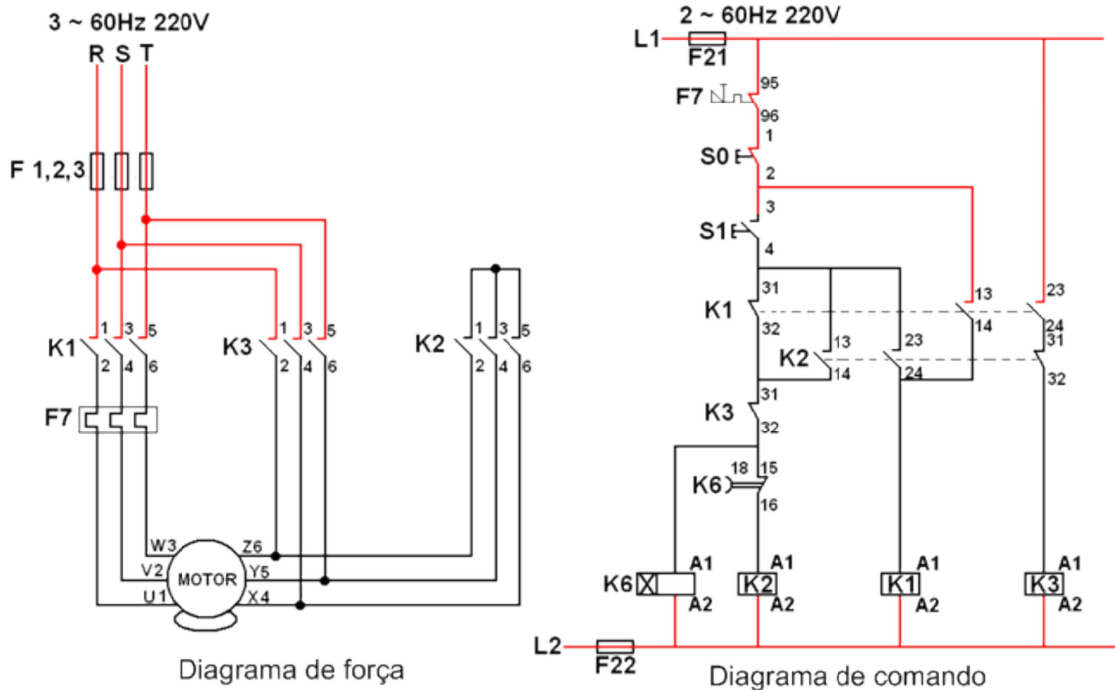 3 ~ 60Hz 220V
R S T
F 1,2,3
K1
1 3 5
2 4 6
K3
1 3 5
2 4 6
K2
1 3 5
2 4 6
F7
W3
V2
U1
MOTOR
Z6
Y5
X4
Diagrama de força
2 ~ 60Hz 220V
L1
F21
F7
95
96
S0
1
2
S1
3
4
K1
31
32
13
14
23
24
K2
13
14
23
24
31
32
K3
31
32
K6
18 15
16
K6
A1
K2
A2
A1
K1
A2
A1
K3
A2
L2
F22
Diagrama de comando